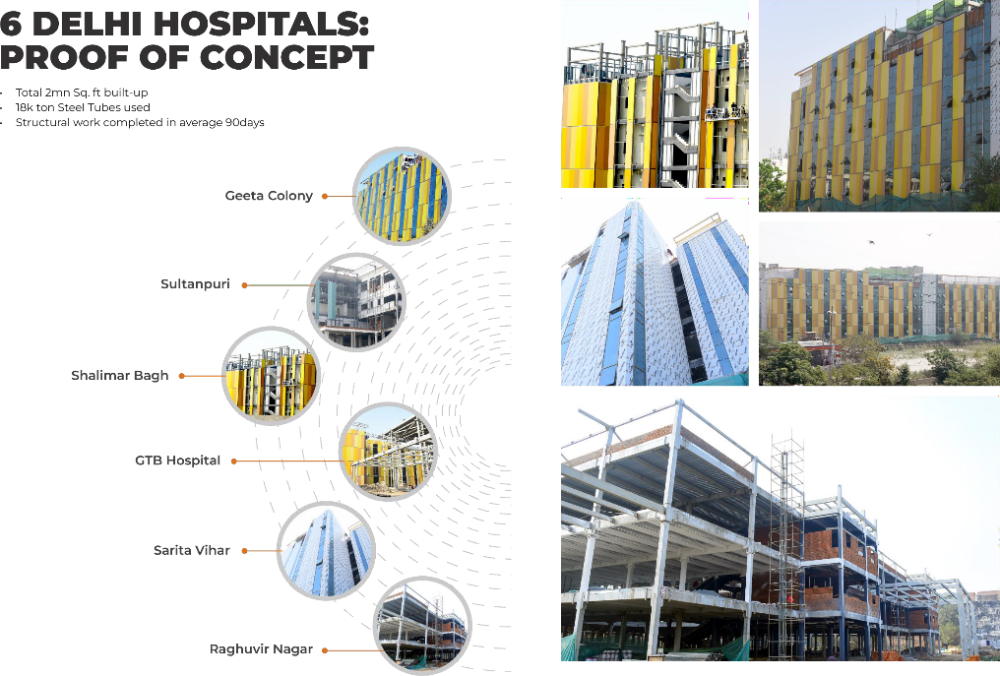 6 DELHI HOSPITALS:
PROOF OF CONCEPT
• Total 2mn Sq. ft built-up
• 18k ton Steel Tubes used
• Structural work completed in average 90days
Geeta Colony
Sultanpuri
Shalimar Bagh
GTB Hospital
Sarita Vihar
Raghuvir Nagar